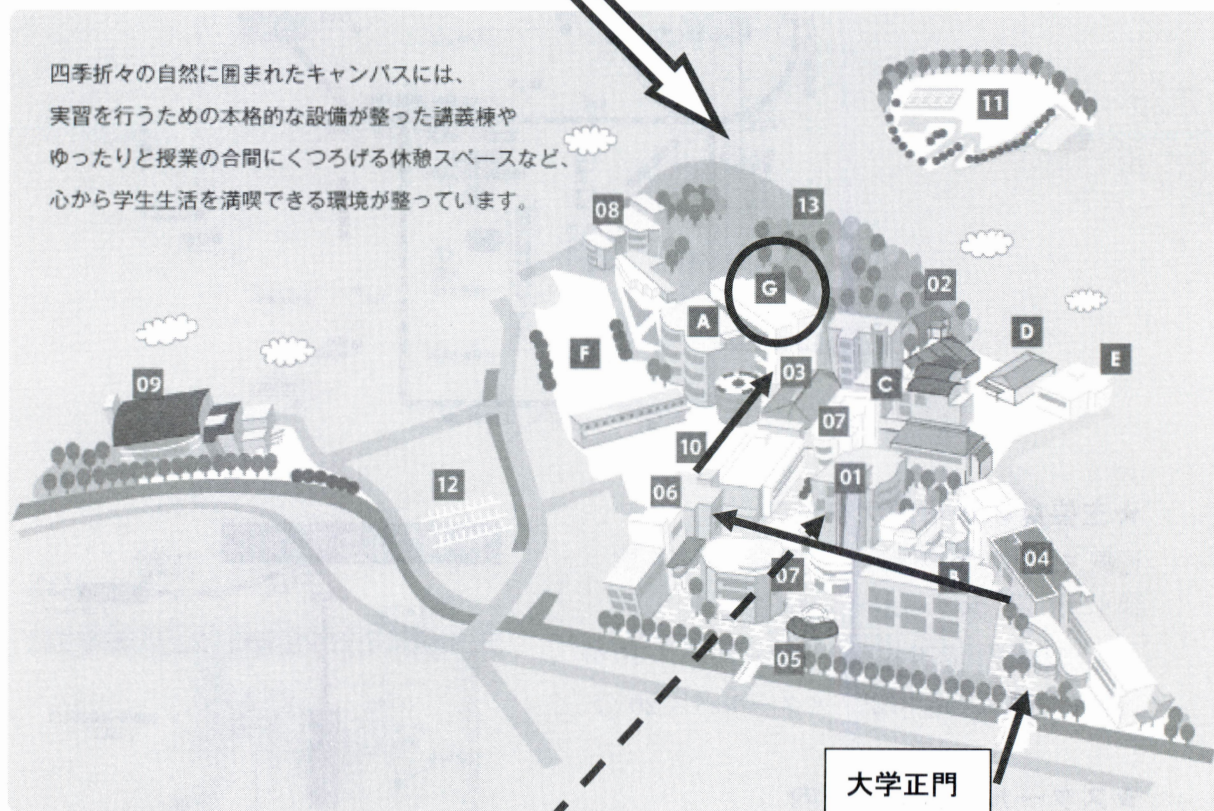 四季折々の自然に囲まれたキャンパスには、
実習を行うための本格的な設備が整った講義棟や
ゆったりと授業の合間にくつろげる休憩スペースなど、
心から学生生活を満喫できる環境が整っています。
11
08
13
02
G
A
D
F
E
03
C
09
07
10
01
12
06
04
07
B
05
大学正門